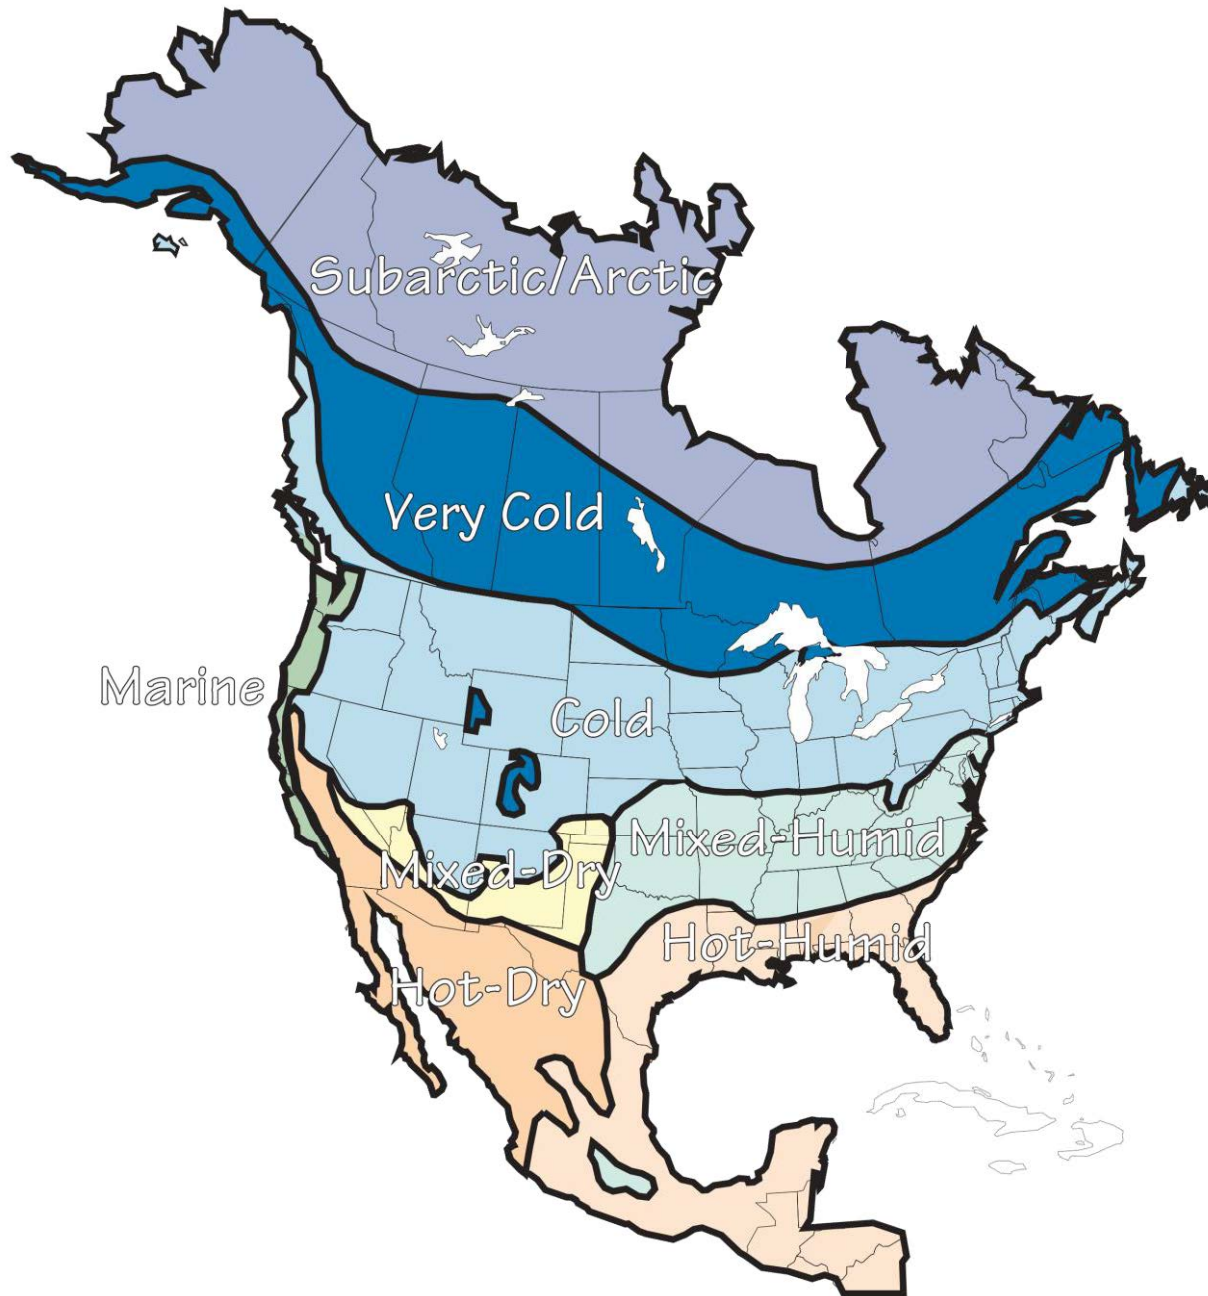 Subarctic/Arctic
Very Cold
Marine
Cold
Mixed-Humid
Mixed-Dry
Hot-Humid
Hot-Dry